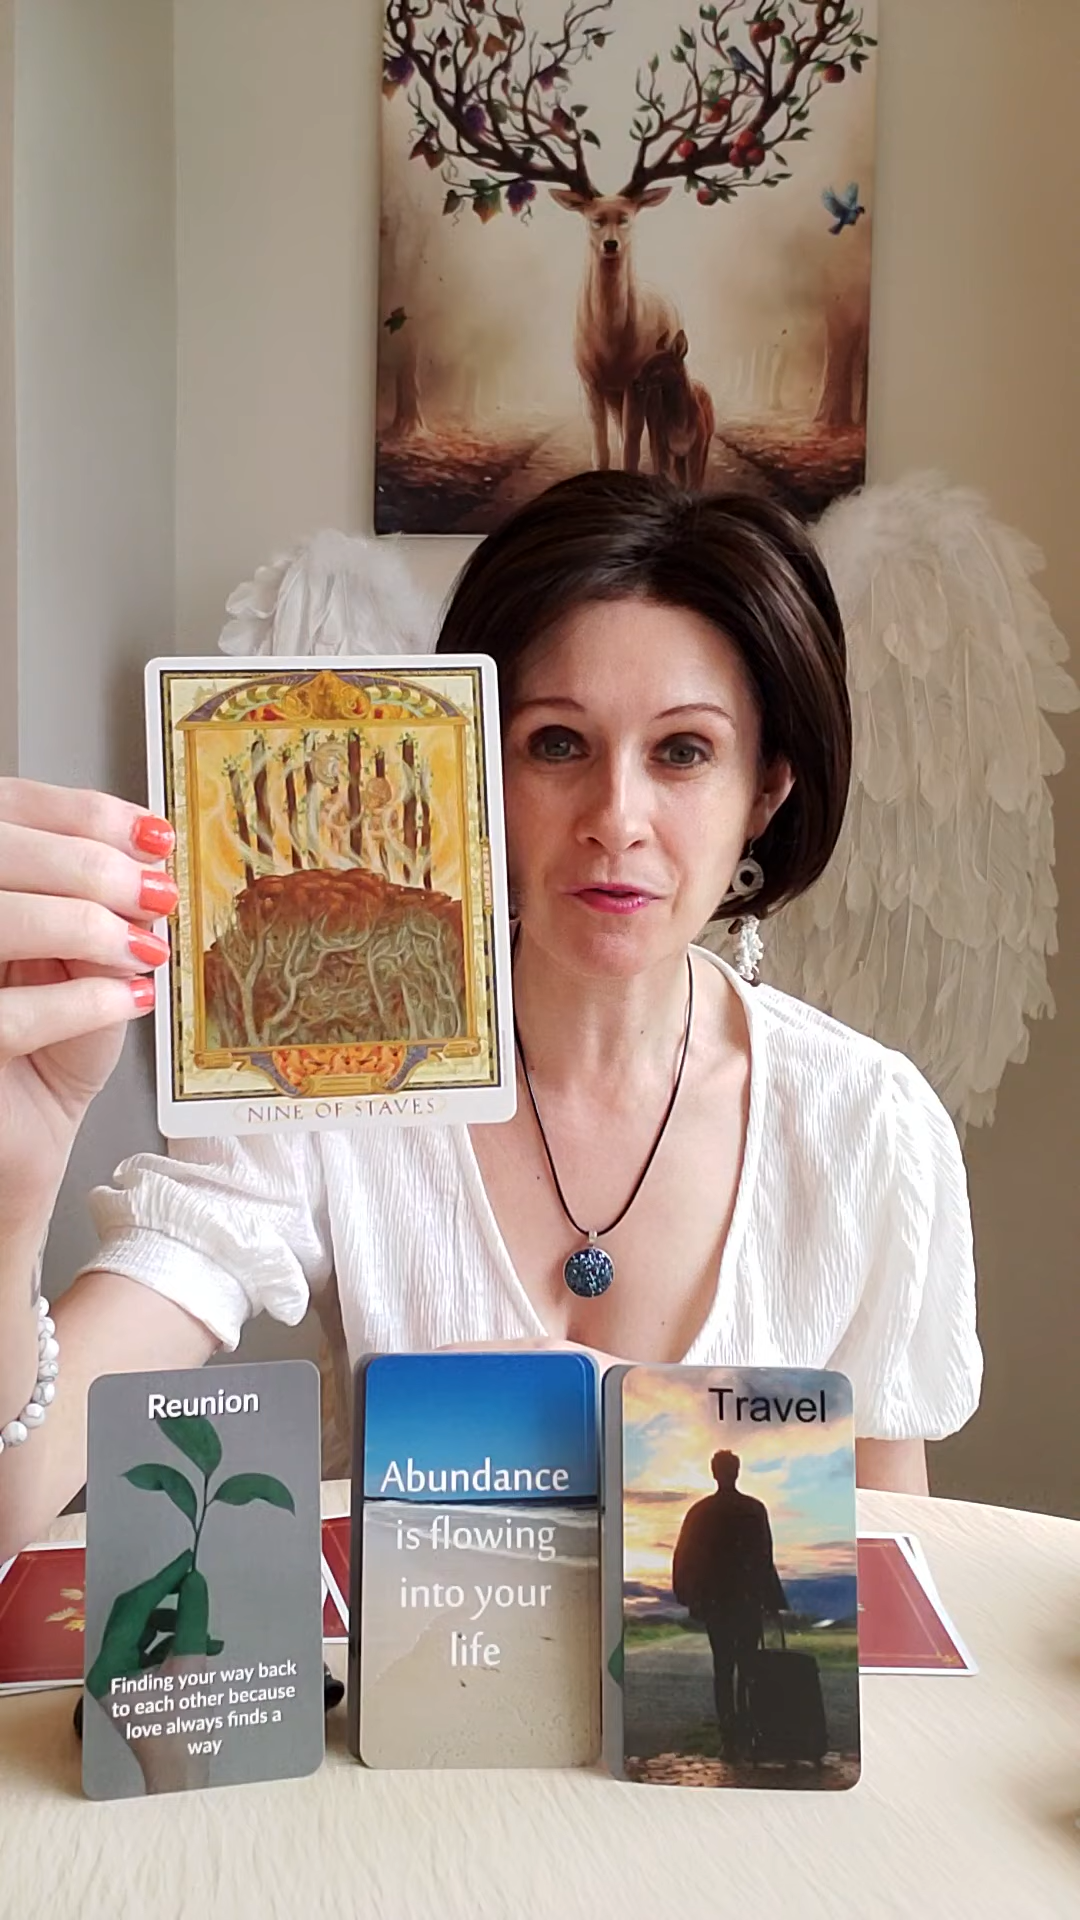 NINE OF STAVES
Reunion
Finding your way back
to each other because
love always finds a
way
Abundance
is flowing
into your
life
Travel